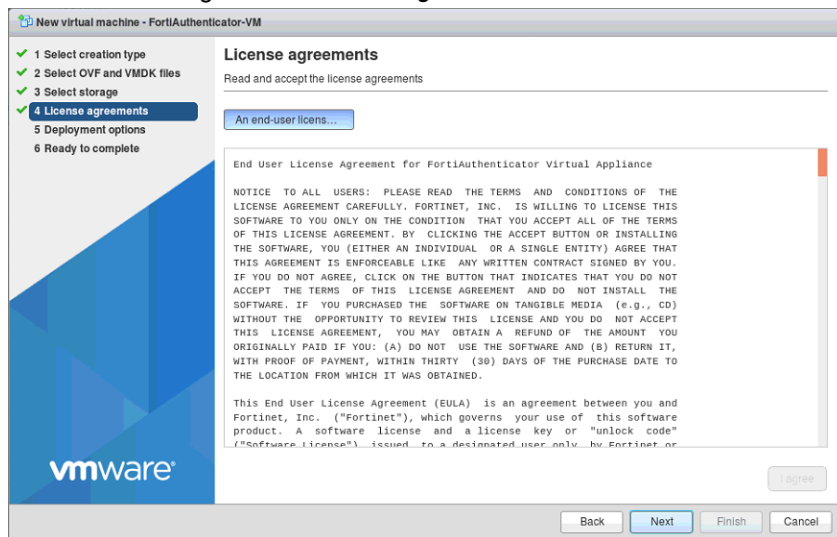 New virtual machine - FortiAuthenticator-VM
1 Select creation type
2 Select OVF and VMDK files
3 Select storage
4 License agreements
5 Deployment options
6 Ready to complete
vmware®
License agreements
Read and accept the license agreements
An end-user licens...
End User License Agreement for FortiAuthenticator Virtual Appliance
NOTICE TO ALL USERS: PLEASE READ THE TERMS AND CONDITIONS OF THE
LICENSE AGREEMENT CAREFULLY. FORTINET, INC. IS WILLING TO LICENSE THIS
SOFTWARE TO YOU ONLY ON THE CONDITION THAT YOU ACCEPT ALL OF THE TERMS
OF THIS LICENSE AGREEMENT. BY CLICKING THE ACCEPT BUTTON OR INSTALLING
THE SOFTWARE, YOU (EITHER AN INDIVIDUAL OR A SINGLE ENTITY) AGREE THAT
THIS AGREEMENT IS ENFORCEABLE LIKE ANY WRITTEN CONTRACT SIGNED BY YOU.
IF YOU DO NOT AGREE, CLICK ON THE BUTTON THAT INDICATES THAT YOU DO NOT
ACCEPT THE TERMS OF THIS LICENSE AGREEMENT AND DO NOT INSTALL THE
SOFTWARE. IF YOU PURCHASED THE SOFTWARE ON TANGIBLE MEDIA (e.g., CD)
WITHOUT THE OPPORTUNITY TO REVIEW THIS LICENSE AND YOU DO NOT ACCEPT
THIS LICENSE AGREEMENT, YOU MAY OBTAIN A REFUND OF THE AMOUNT YOU
ORIGINALLY PAID IF YOU: (A) DO NOT USE THE SOFTWARE AND (B) RETURN IT,
WITH PROOF OF PAYMENT, WITHIN THIRTY (30) DAYS OF THE PURCHASE DATE TO
THE LOCATION FROM WHICH IT WAS OBTAINED.
This End User License Agreement (EULA) is an agreement between you and
Fortinet, Inc. ("Fortinet"), which governs your use of this software
product. A software license and a license key or "unlock code"
("Software License") issued to a designated user only by Fortinet or
I agree
Back
Next
Finish
Cancel